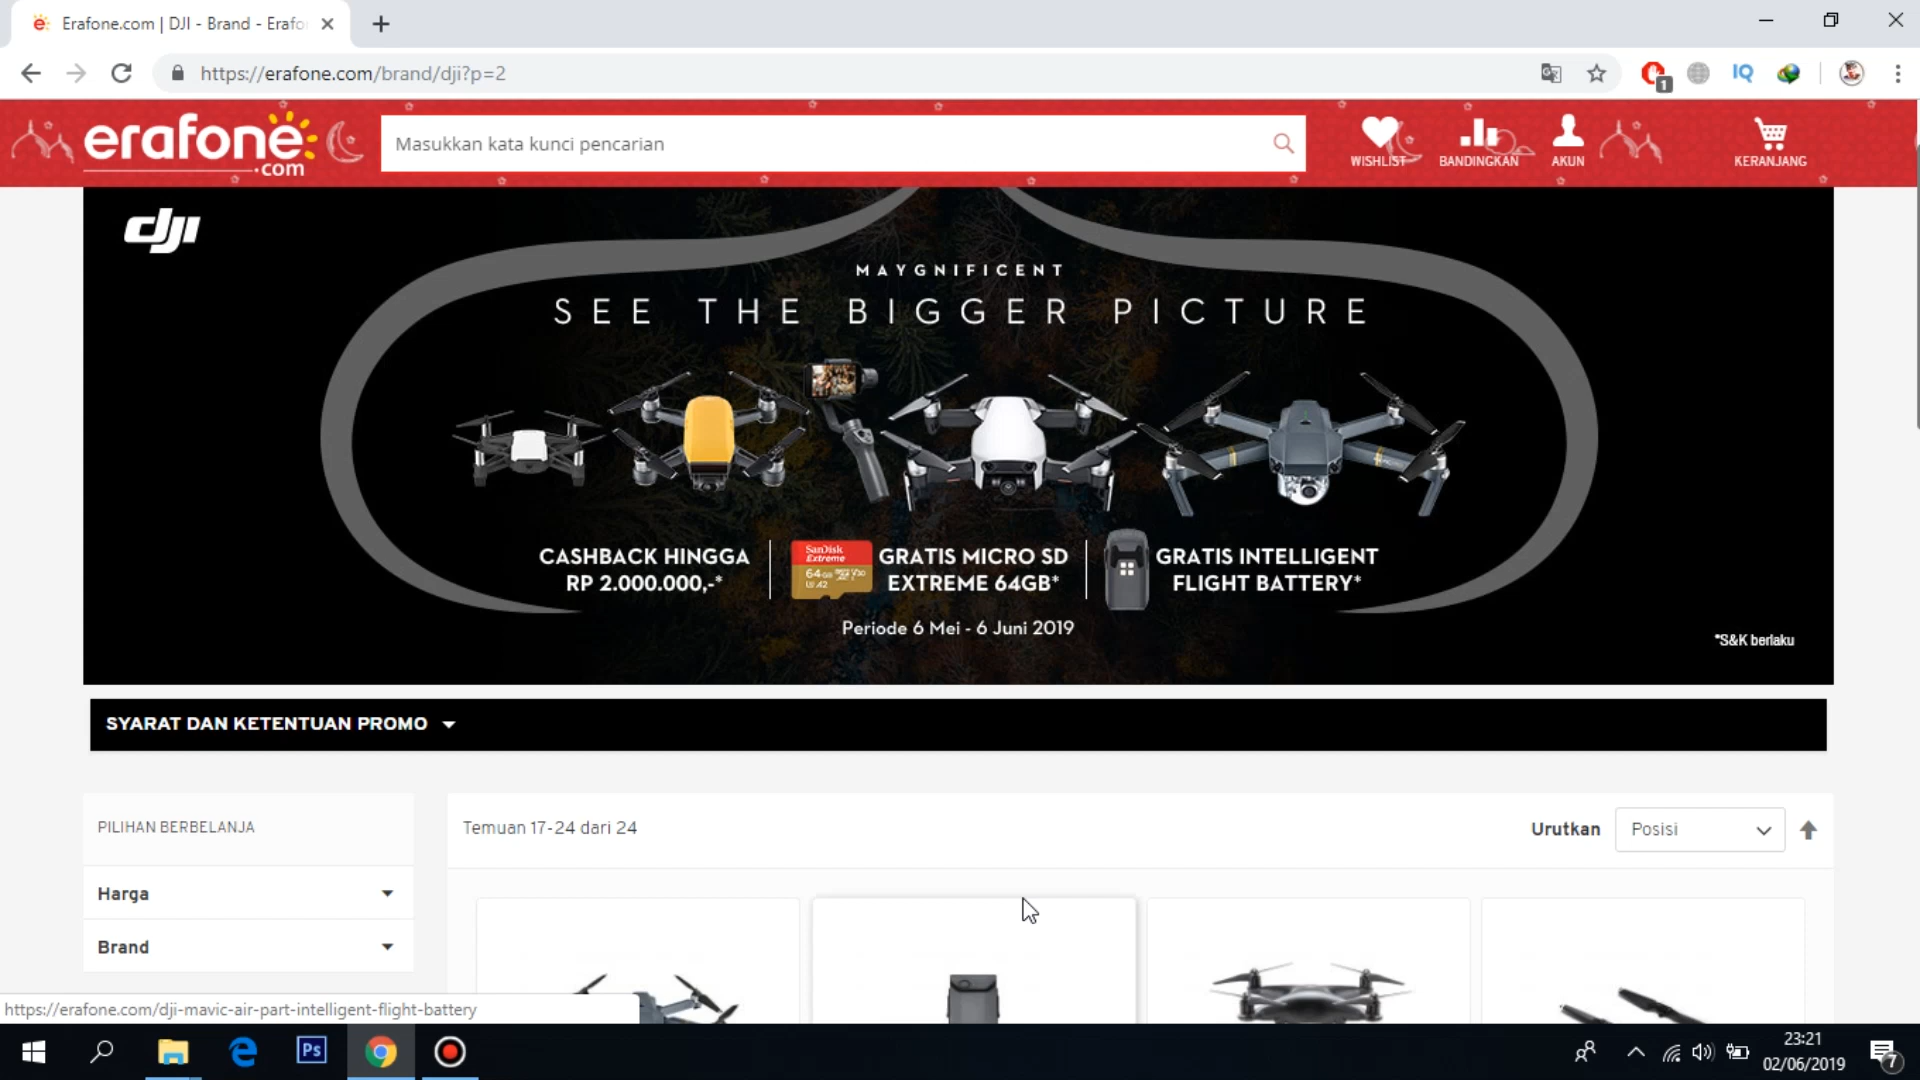 Erafone.com | DJI - Brand - Erafo
https://erafone.com/brand/dji?p=2
1
IQ
erafone
.com
Masukkan kata kunci pencarian
WISHLIST
BANDINGKAN
AKUN
KERANJANG
dji
MAYGNIFICENT
SEE THE BIGGER PICTURE
CASHBACK HINGGA
RP 2.000.000,-*
SanDisk
Extreme
64GB
GRATIS MICRO SD
EXTREME 64GB*
GRATIS INTELLIGENT
FLIGHT BATTERY*
Periode 6 Mei - 6 Juni 2019
*S&K berlaku
SYARAT DAN KETENTUAN PROMO
PILIHAN BERBELANJA
Temuan 17-24 dari 24
Urutkan
Posisi
Harga
Brand
https://erafone.com/dji-mavic-air-part-intelligent-flight-battery
Ps
23:21
02/06/2019
7